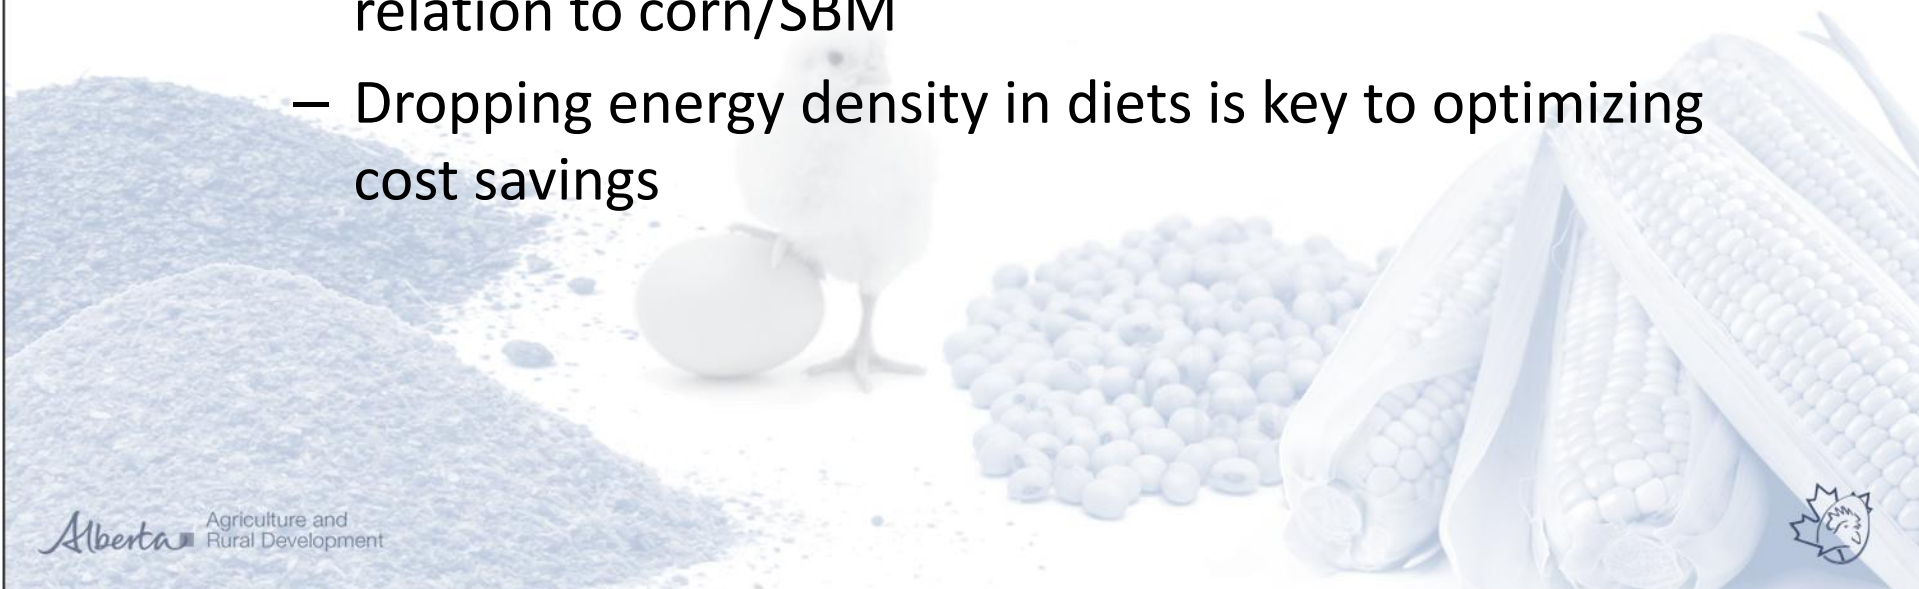 relation to corn/SBM
– Dropping energy density in diets is key to optimizing
cost savings
Alberta Agriculture and
Rural Development